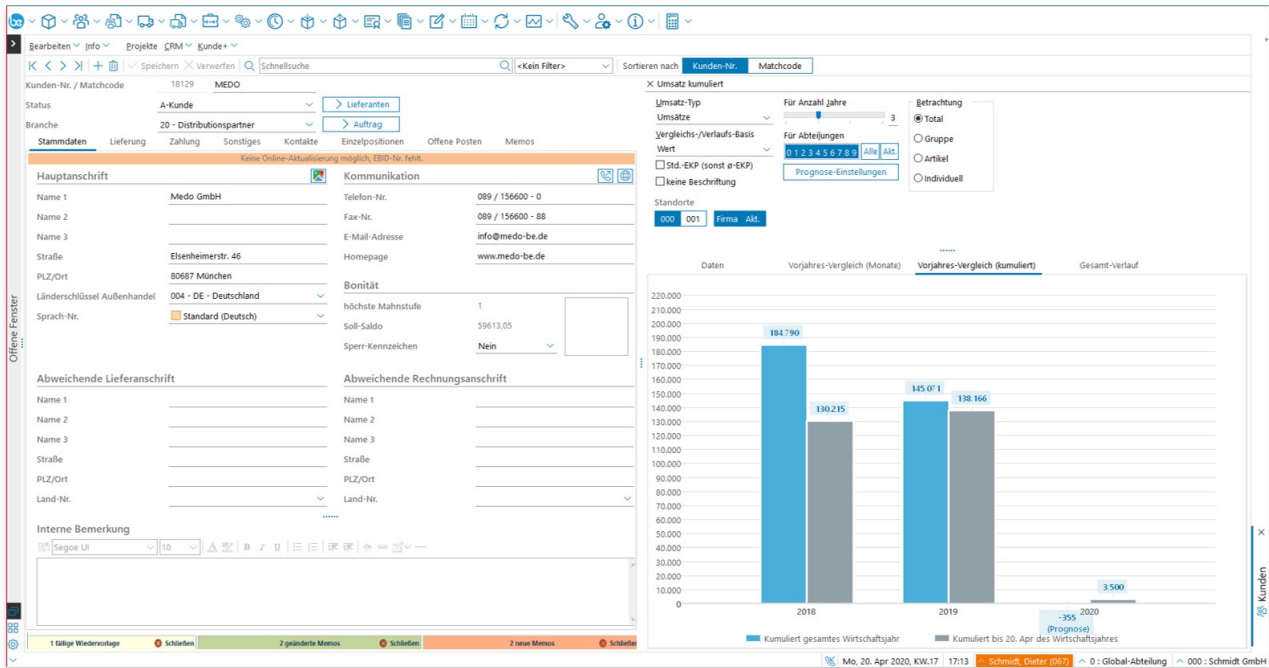 be
Bearbeiten Info Projekte CRM Kunde+
Speichern Verwerfen Schnellsuche <Kein Filter> Sortieren nach Kunden-Nr. Matchcode
Kunden-Nr. / Matchcode 18129 MEDO
Status A-Kunde Lieferanten
Branche 20 - Distributionspartner Auftrag
Stammdaten Lieferung Zahlung Sonstiges Kontakte Einzelpositionen Offene Posten Memos
Keine Online-Aktualisierung möglich, EBID-Nr. fehlt.
Hauptanschrift
Name 1 Medo GmbH
Name 2
Name 3
Straße Elsenheimerstr. 46
PLZ/Ort 80687 München
Länderschlüssel Außenhandel 004 - DE - Deutschland
Sprach-Nr. Standard (Deutsch)
Kommunikation
Telefon-Nr. 089 / 156600 - 0
Fax-Nr. 089 / 156600 - 88
E-Mail-Adresse info@medo-be.de
Homepage www.medo-be.de
Bonität
höchste Mahnstufe 1
Soll-Saldo 59613,05
Sperr-Kennzeichen Nein
Abweichende Lieferanschrift
Name 1
Name 2
Name 3
Straße
PLZ/Ort
Land-Nr.
Abweichende Rechnungsanschrift
Name 1
Name 2
Name 3
Straße
PLZ/Ort
Land-Nr.
Interne Bemerkung
Segoe UI 10 B I U
1 fällige Wiedervorlage Schließen 2 geänderte Memos Schließen 2 neue Memos Schließen
Offene Fenster
Umsatz kumuliert
Umsatz-Typ
Umsätze
Vergleichs-/Verlaufs-Basis
Wert
Std.-EKP (sonst ø-EKP)
keine Beschriftung
Für Anzahl Jahre
3
Für Abteilungen
0 1 2 3 4 5 6 7 8 9 Alle Akt.
Prognose-Einstellungen
Betrachtung
Total
Gruppe
Artikel
Individuell
Standorte
000 001 Firma Akt.
Daten Vorjahres-Vergleich (Monate) Vorjahres-Vergleich (kumuliert) Gesamt-Verlauf
220.000
210.000
200.000
190.000
180.000
170.000
160.000
150.000
140.000
130.000
120.000
110.000
100.000
90.000
80.000
70.000
60.000
50.000
40.000
30.000
20.000
10.000
0
184.790
130.215
145.071
138.166
3.500
2018 2019 2020
-355
(Prognose)
Kumuliert gesamtes Wirtschaftsjahr Kumuliert bis 20. Apr des Wirtschaftsjahres
Kunden
Mo, 20. Apr 2020, KW.17 17:13 Schmidt, Dieter (067) 0 : Global-Abteilung 000 : Schmidt GmbH